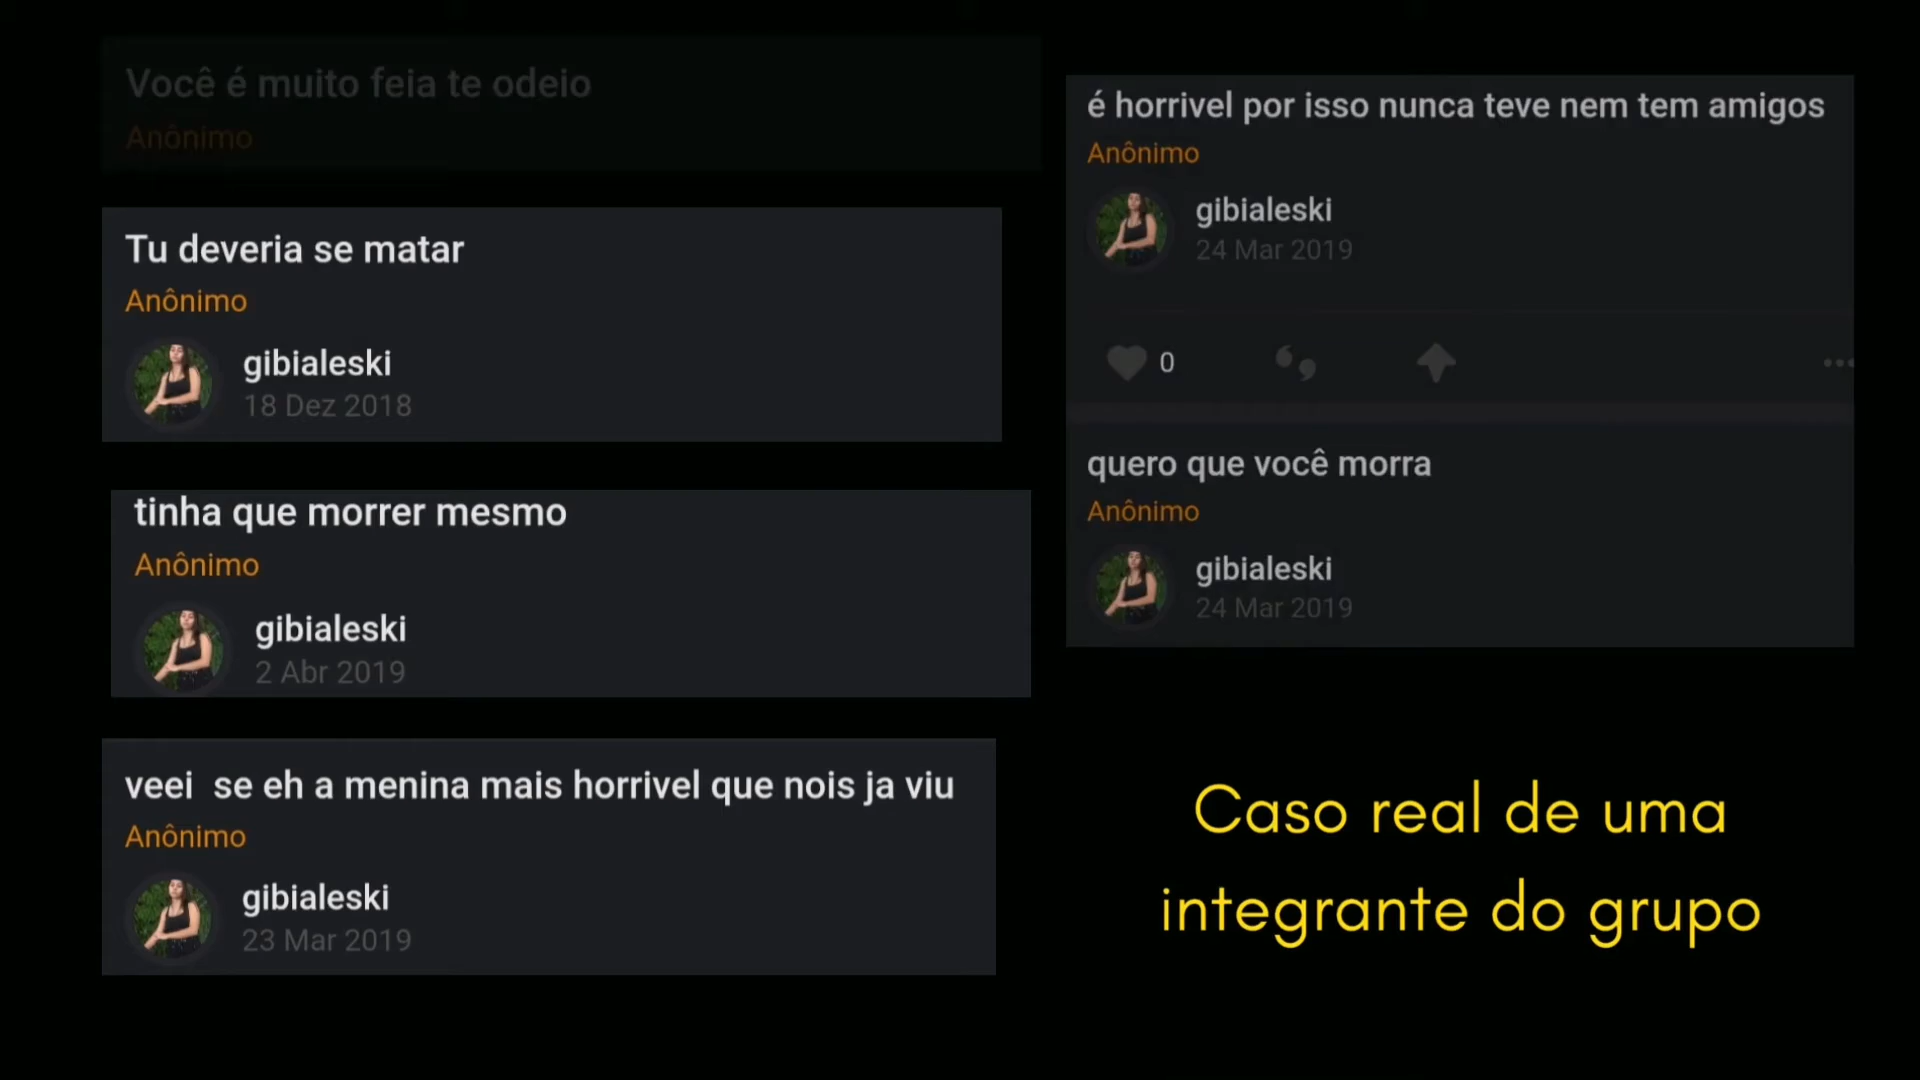 Você é muito feia te odeio
Anônimo
Tu deveria se matar
Anônimo
gibialeski
18 Dez 2018
tinha que morrer mesmo
Anônimo
gibialeski
2 Abr 2019
veei  se eh a menina mais horrivel que nois ja viu
Anônimo
gibialeski
23 Mar 2019
é horrivel por isso nunca teve nem tem amigos
Anônimo
gibialeski
24 Mar 2019
0
quero que você morra
Anônimo
gibialeski
24 Mar 2019
Caso real de uma
integrante do grupo